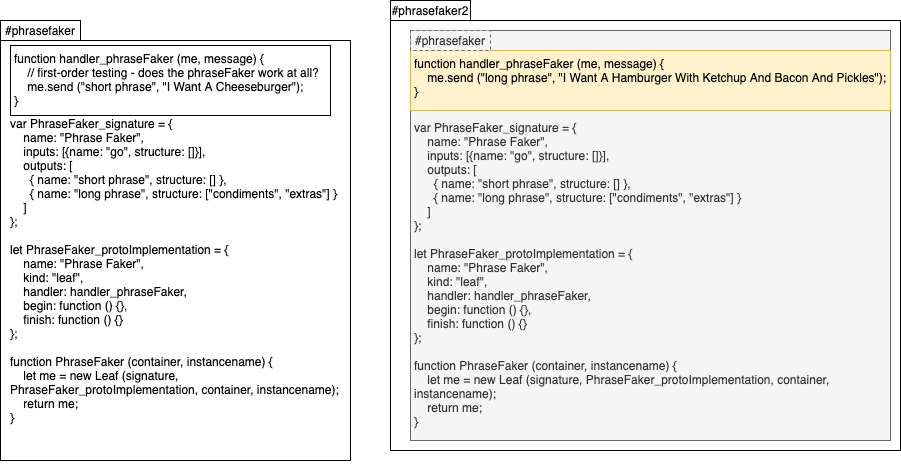 #phrasefaker
function handler_phraseFaker (me, message) {
// first-order testing - does the phraseFaker work at all?
me.send ("short phrase", "I Want A Cheeseburger");
}
var PhraseFaker_signature = {
name: "Phrase Faker",
inputs: [{name: "go", structure: []}],
outputs: [
{ name: "short phrase", structure: [] },
{ name: "long phrase", structure: ["condiments", "extras"] }
]
};
let PhraseFaker_protoImplementation = {
name: "Phrase Faker",
kind: "leaf",
handler: handler_phraseFaker,
begin: function () {},
finish: function () {}
};
function PhraseFaker (container, instancename) {
let me = new Leaf (signature,
PhraseFaker_protoImplementation, container, instancename);
return me;
}
#phrasefaker2
#phrasefaker
function handler_phraseFaker (me, message) {
me.send ("long phrase", "I Want A Hamburger With Ketchup And Bacon And Pickles");
}
var PhraseFaker_signature = {
name: "Phrase Faker",
inputs: [{name: "go", structure: []}],
outputs: [
{ name: "short phrase", structure: [] },
{ name: "long phrase", structure: ["condiments", "extras"] }
]
};
let PhraseFaker_protoImplementation = {
name: "Phrase Faker",
kind: "leaf",
handler: handler_phraseFaker,
begin: function () {},
finish: function () {}
};
function PhraseFaker (container, instancename) {
let me = new Leaf (signature, PhraseFaker_protoImplementation, container,
instancename);
return me;
}